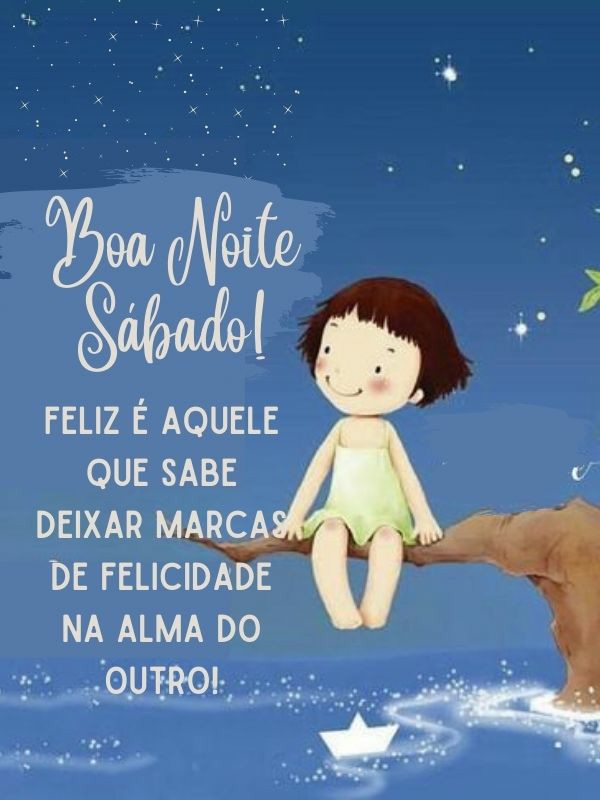 Boa Noite
Sábado!
FELIZ É AQUELE
QUE SABE
DEIXAR MARCAS
DE FELICIDADE
NA ALMA DO
OUTRO!